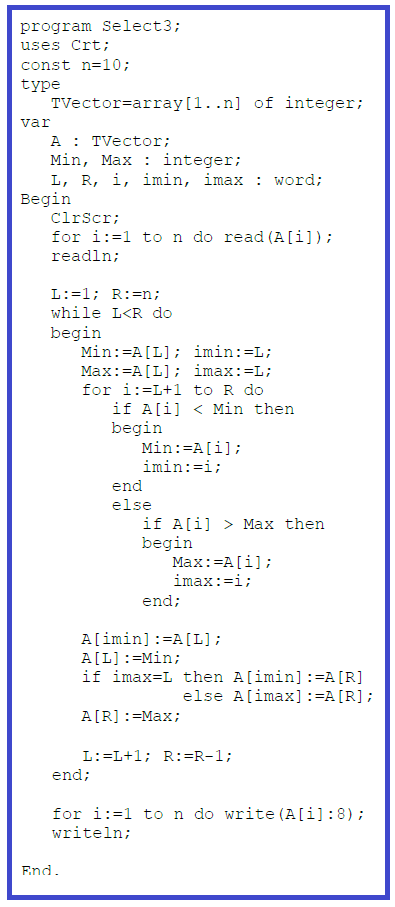 program Select3;
uses Crt;
const n=10;
type
   TVector=array[1..n] of integer;
var
   A : TVector;
   Min, Max : integer;
   L, R, i, imin, imax : word;
Begin
   ClrScr;
   for i:=1 to n do read(A[i]);
   readln;

   L:=1; R:=n;
   while L<R do
   begin
      Min:=A[L]; imin:=L;
      Max:=A[L]; imax:=L;
      for i:=L+1 to R do
         if A[i] < Min then
         begin
            Min:=A[i];
            imin:=i;
         end
         else
            if A[i] > Max then
            begin
               Max:=A[i];
               imax:=i;
            end;

      A[imin]:=A[L];
      A[L]:=Min;
      if imax=L then A[imin]:=A[R]
                else A[imax]:=A[R];
      A[R]:=Max;

      L:=L+1; R:=R-1;
   end;

   for i:=1 to n do write(A[i]:8);
   writeln;

End.